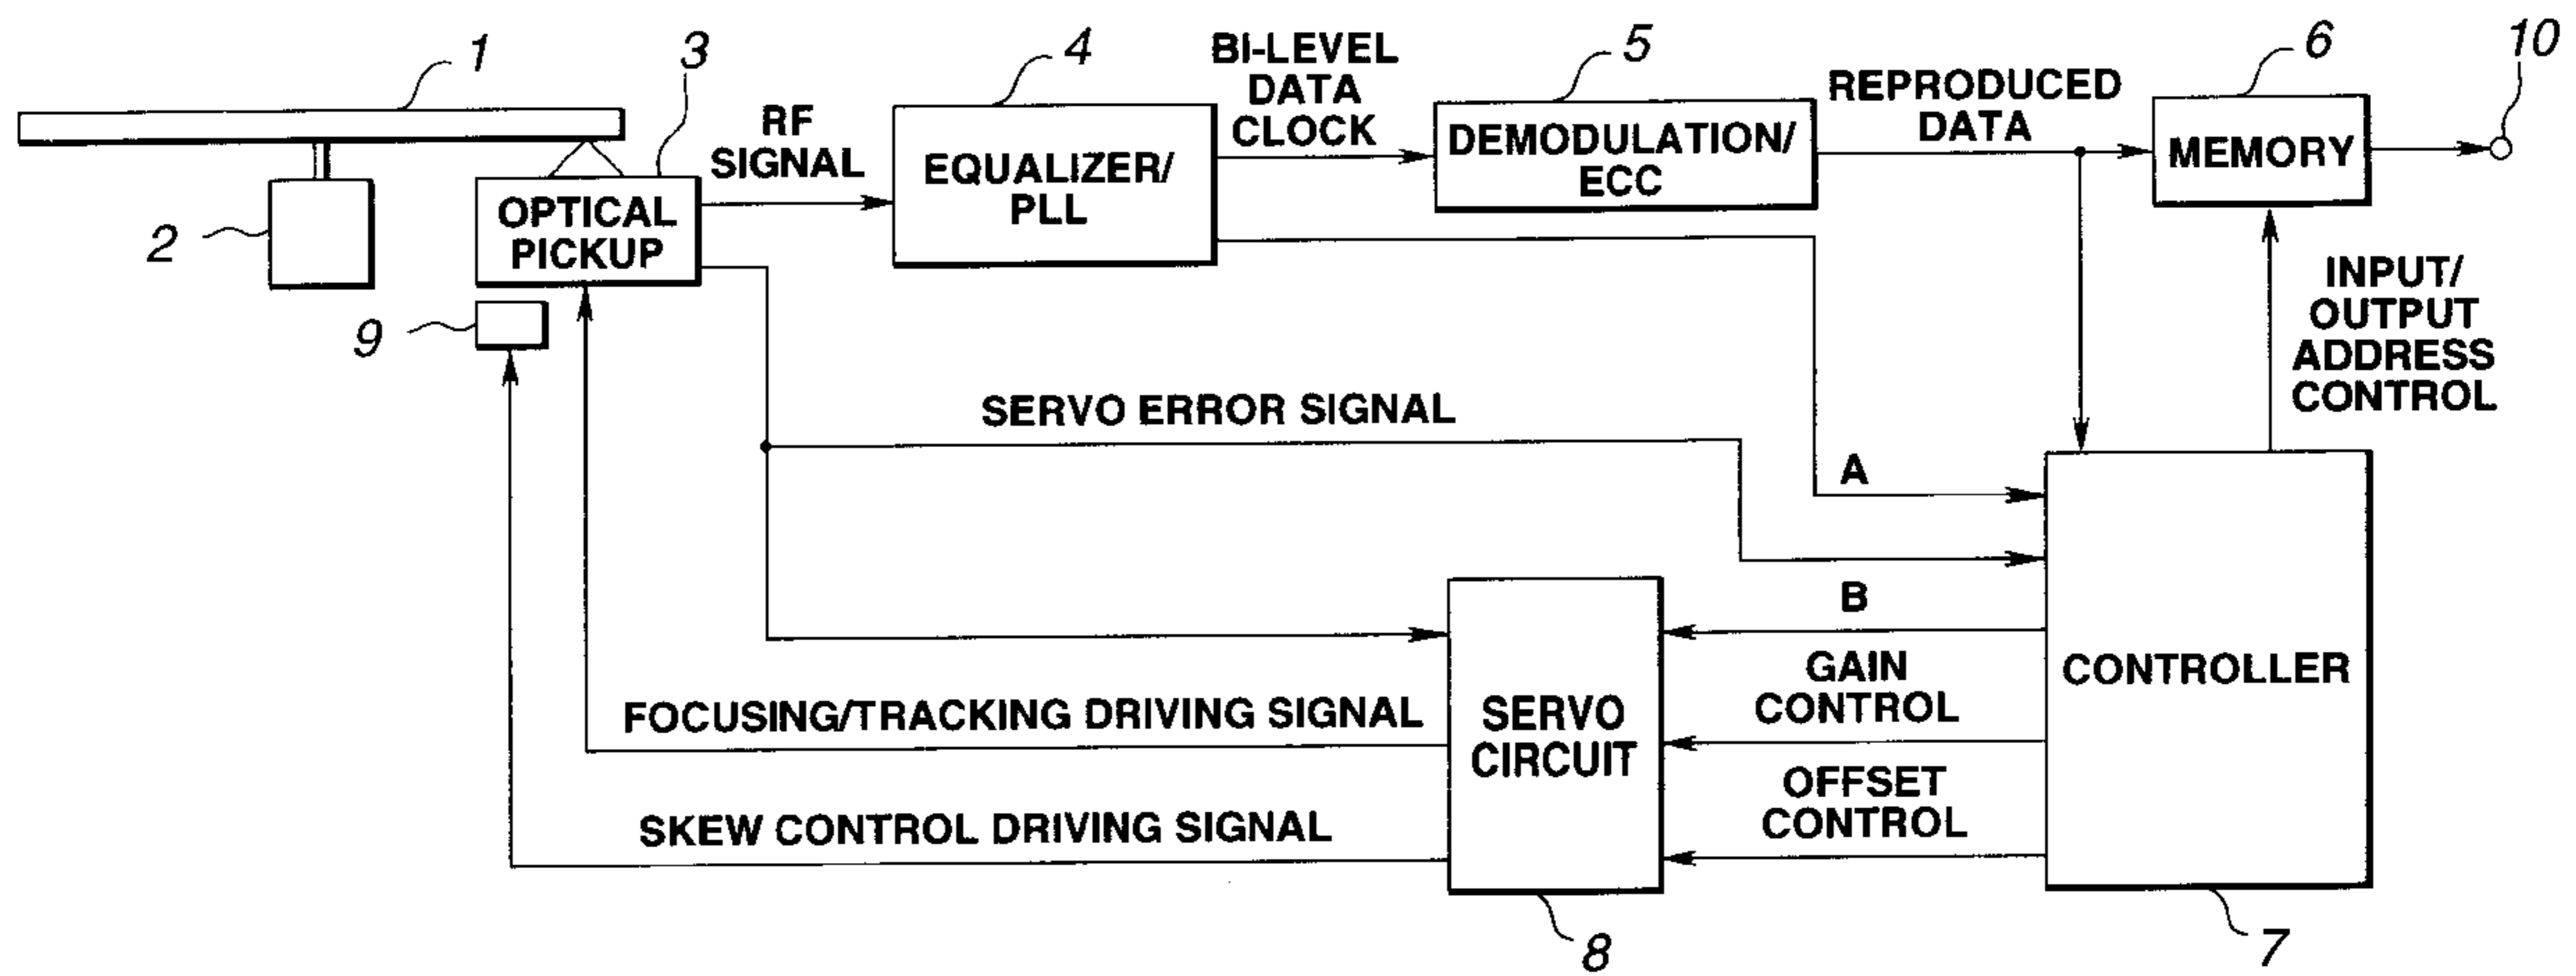 1
2
3
OPTICAL
PICKUP
9
RF
SIGNAL
4
EQUALIZER/
PLL
BI-LEVEL
DATA
CLOCK
5
DEMODULATION/
ECC
REPRODUCED
DATA
6
MEMORY
10
INPUT/
OUTPUT
ADDRESS
CONTROL
SERVO ERROR SIGNAL
A
B
GAIN
CONTROL
OFFSET
CONTROL
CONTROLLER
7
SERVO
CIRCUIT
8
FOCUSING/TRACKING DRIVING SIGNAL
SKEW CONTROL DRIVING SIGNAL